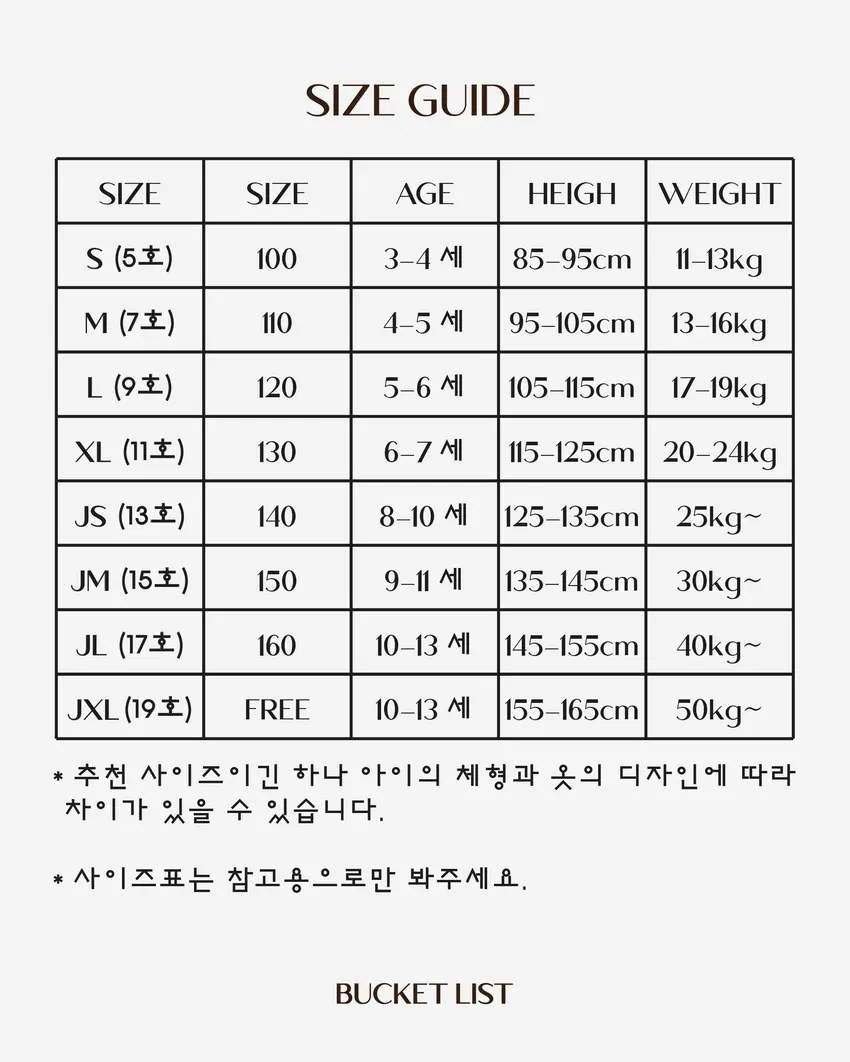 SIZE GUIDE
SIZE SIZE AGE HEIGH WEIGHT
S (5호) 100 3–4 세 85–95cm 11–13kg
M (7호) 110 4–5 세 95–105cm 13–16kg
L (9호) 120 5–6 세 105–115cm 17–19kg
XL (11호) 130 6–7 세 115–125cm 20–24kg
JS (13호) 140 8–10 세 125–135cm 25kg~
JM (15호) 150 9–11 세 135–145cm 30kg~
JL (17호) 160 10–13 세 145–155cm 40kg~
JXL (19호) FREE 10–13 세 155–165cm 50kg~
* 추천 사이즈이긴 하나 아이의 체형과 옷의 디자인에 따라
차이가 있을 수 있습니다.
* 사이즈표는 참고용으로만 봐주세요.
BUCKET LIST